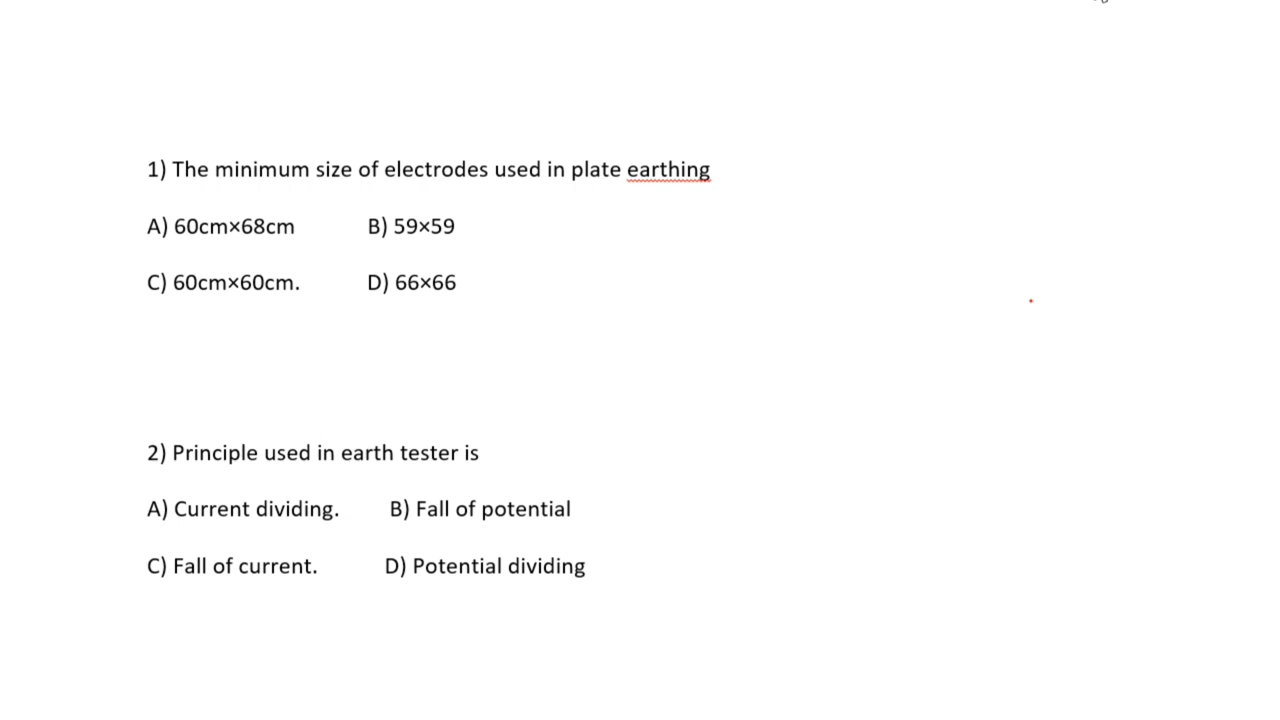 1) The minimum size of electrodes used in plate earthing
A) 60cm×68cm B) 59×59
C) 60cm×60cm. D) 66×66
2) Principle used in earth tester is
A) Current dividing. B) Fall of potential
C) Fall of current. D) Potential dividing